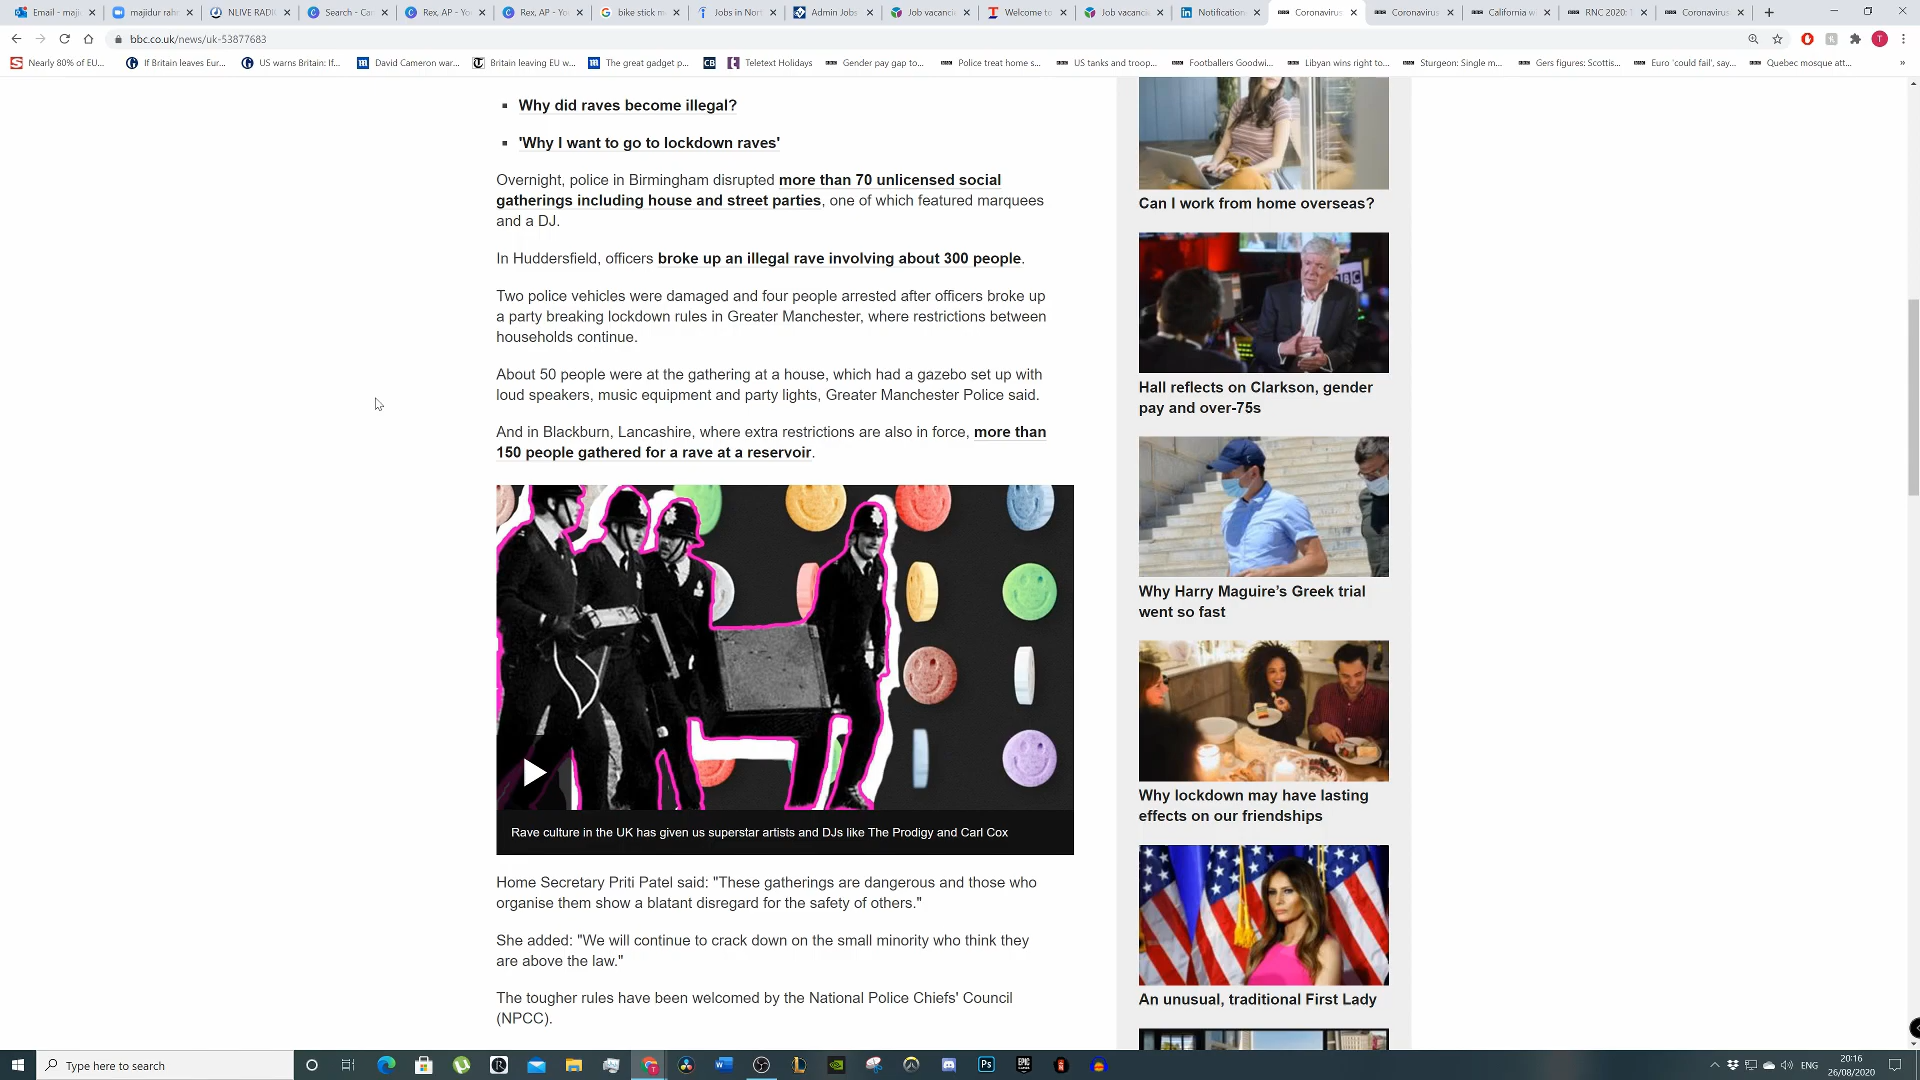 Email - maji
majidur rah
NLIVE RADI
Search - Ca
Rex, AP - Yo
Rex, AP - Yo
bike stick m
Jobs in Nort
Admin Jobs
Job vacanci
Welcome to
Job vacanci
Notification
Coronavirus
Coronavirus
California w
RNC 2020:
Coronavirus
bbc.co.uk/news/uk-53877683
Nearly 80% of EU...
If Britain leaves Eur...
US warns Britain: If...
David Cameron war...
Britain leaving EU w...
The great gadget p...
CB
Teletext Holidays
Gender pay gap to...
Police treat home s...
US tanks and troop...
Footballers Goodwi...
Libyan wins right to...
Sturgeon: Single m...
Gers figures: Scottis...
Euro 'could fail', say...
Quebec mosque att...
Why did raves become illegal?
'Why I want to go to lockdown raves'
Overnight, police in Birmingham disrupted more than 70 unlicensed social
gatherings including house and street parties, one of which featured marquees
and a DJ.
In Huddersfield, officers broke up an illegal rave involving about 300 people.
Two police vehicles were damaged and four people arrested after officers broke up
a party breaking lockdown rules in Greater Manchester, where restrictions between
households continue.
About 50 people were at the gathering at a house, which had a gazebo set up with
loud speakers, music equipment and party lights, Greater Manchester Police said.
And in Blackburn, Lancashire, where extra restrictions are also in force, more than
150 people gathered for a rave at a reservoir.
Rave culture in the UK has given us superstar artists and DJs like The Prodigy and Carl Cox
Home Secretary Priti Patel said: "These gatherings are dangerous and those who
organise them show a blatant disregard for the safety of others."
She added: "We will continue to crack down on the small minority who think they
are above the law."
The tougher rules have been welcomed by the National Police Chiefs' Council
(NPCC).
Can I work from home overseas?
BBC
Hall reflects on Clarkson, gender
pay and over-75s
Why Harry Maguire's Greek trial
went so fast
Why lockdown may have lasting
effects on our friendships
An unusual, traditional First Lady
Type here to search
ENG
20:16
26/08/2020